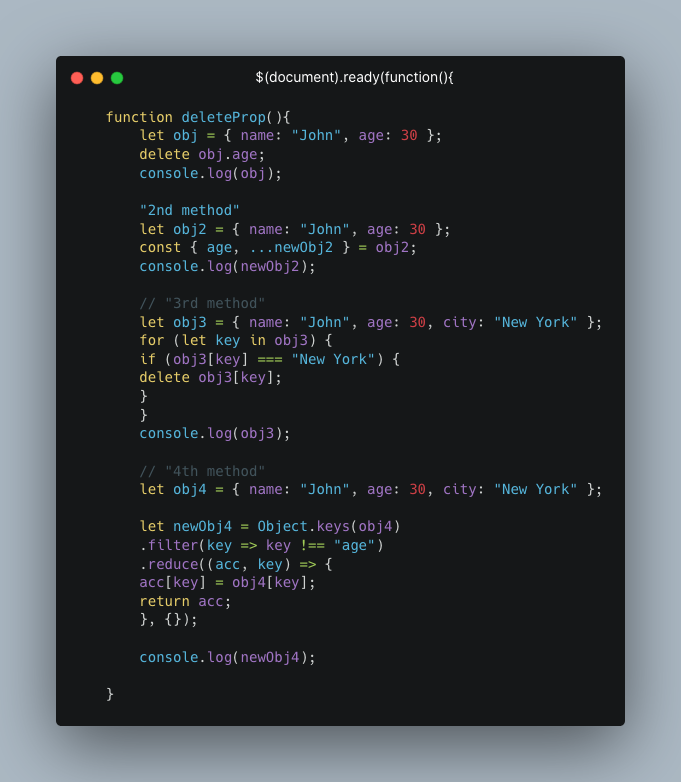 $(document).ready(function(){
function deleteProp(){
let obj = { name: "John", age: 30 };
delete obj.age;
console.log(obj);
"2nd method"
let obj2 = { name: "John", age: 30 };
const { age, ...newObj2 } = obj2;
console.log(newObj2);
// "3rd method"
let obj3 = { name: "John", age: 30, city: "New York" };
for (let key in obj3) {
if (obj3[key] === "New York") {
delete obj3[key];
}
}
console.log(obj3);
// "4th method"
let obj4 = { name: "John", age: 30, city: "New York" };
let newObj4 = Object.keys(obj4)
.filter(key => key !== "age")
.reduce((acc, key) => {
acc[key] = obj4[key];
return acc;
}, {});
console.log(newObj4);
}